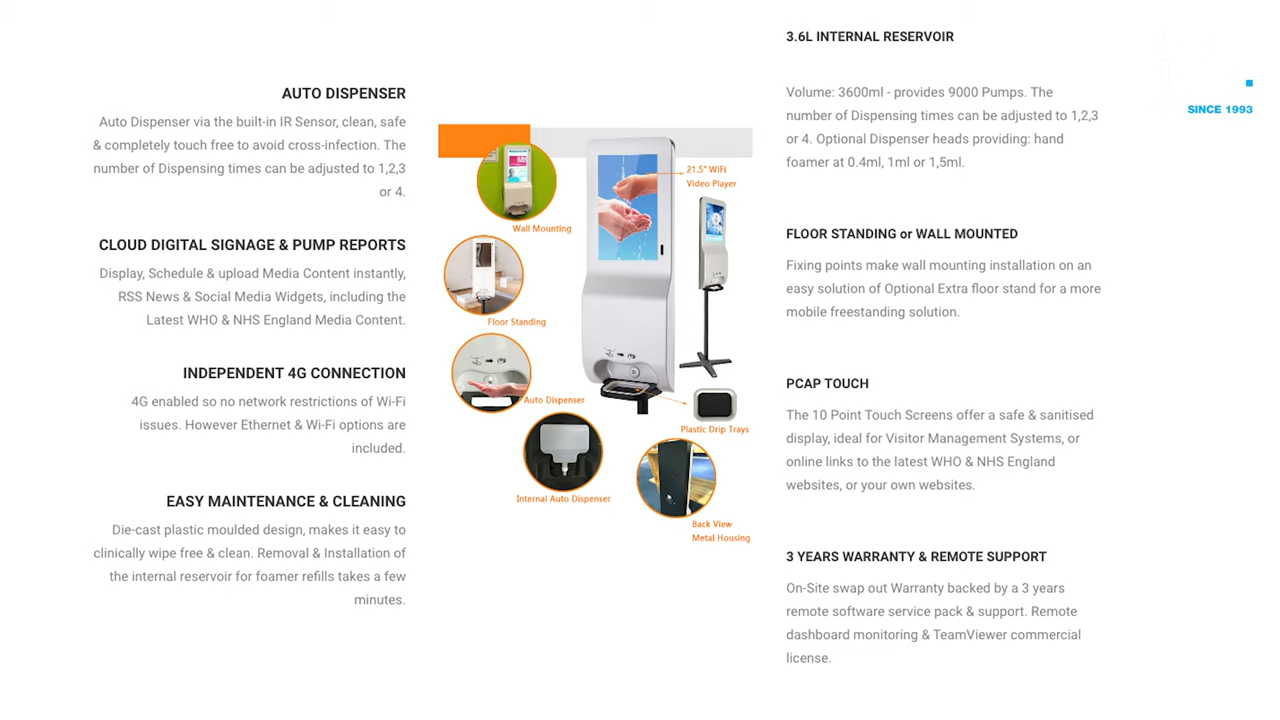 AUTO DISPENSER
Auto Dispenser via the built-in IR Sensor, clean, safe
& completely touch free to avoid cross-infection. The
number of Dispensing times can be adjusted to 1,2,3
or 4.
CLOUD DIGITAL SIGNAGE & PUMP REPORTS
Display, Schedule & upload Media Content instantly,
RSS News & Social Media Widgets, including the
Latest WHO & NHS England Media Content.
INDEPENDENT 4G CONNECTION
4G enabled so no network restrictions of Wi-Fi
issues. However Ethernet & Wi-Fi options are
included.
EASY MAINTENANCE & CLEANING
Die-cast plastic moulded design, makes it easy to
clinically wipe free & clean. Removal & Installation of
the internal reservoir for foamer refills takes a few
minutes.
21.5" WiFi
Video Player
Wall Mounting
Floor Standing
Auto Dispenser
Plastic Drip Trays
Internal Auto Dispenser
Back View
Metal Housing
3.6L INTERNAL RESERVOIR
Volume: 3600ml - provides 9000 Pumps. The
number of Dispensing times can be adjusted to 1,2,3
or 4. Optional Dispenser heads providing: hand
foamer at 0.4ml, 1ml or 1,5ml.
FLOOR STANDING or WALL MOUNTED
Fixing points make wall mounting installation on an
easy solution of Optional Extra floor stand for a more
mobile freestanding solution.
PCAP TOUCH
The 10 Point Touch Screens offer a safe & sanitised
display, ideal for Visitor Management Systems, or
online links to the latest WHO & NHS England
websites, or your own websites.
3 YEARS WARRANTY & REMOTE SUPPORT
On-Site swap out Warranty backed by a 3 years
remote software service pack & support. Remote
dashboard monitoring & TeamViewer commercial
license.
SINCE 1993